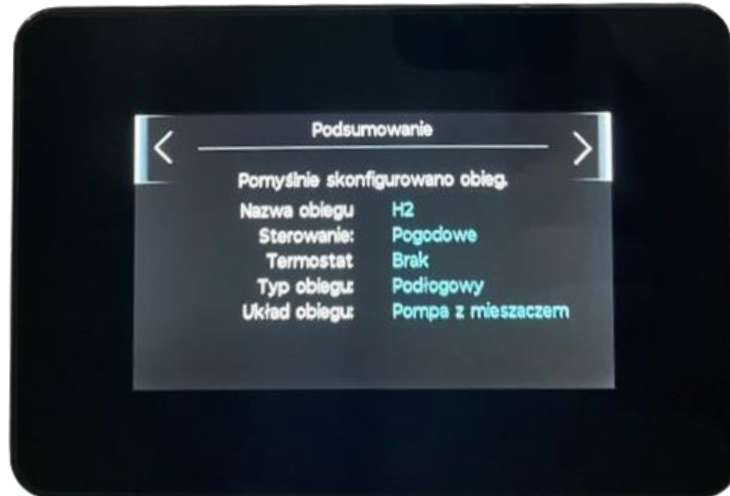 Podsumowanie
Pomyślnie skonfigurowano obieg.
Nazwa obiegu H2
Sterowanie: Pogodowe
Termostat Brak
Typ obiegu: Podłogowy
Układ obiegu: Pompa z mieszaczem